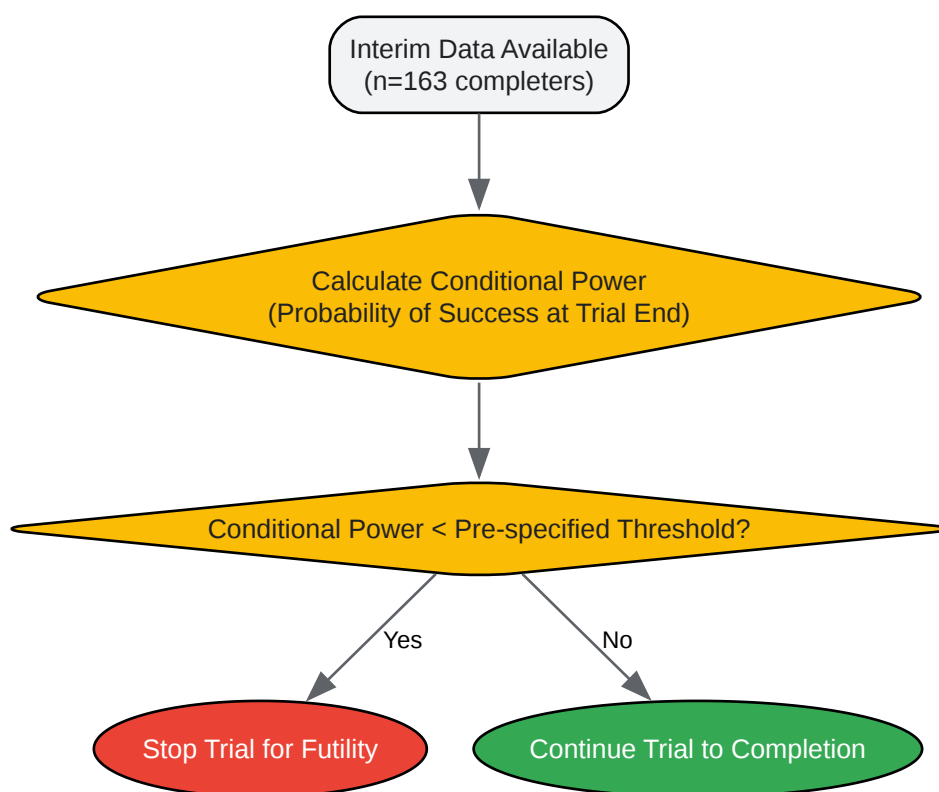 Interim Data Available
(n=163 completers)
Calculate Conditional Power
(Probability of Success at Trial End)
Conditional Power < Pre-specified Threshold?
Yes
No
Stop Trial for Futility
Continue Trial to Completion